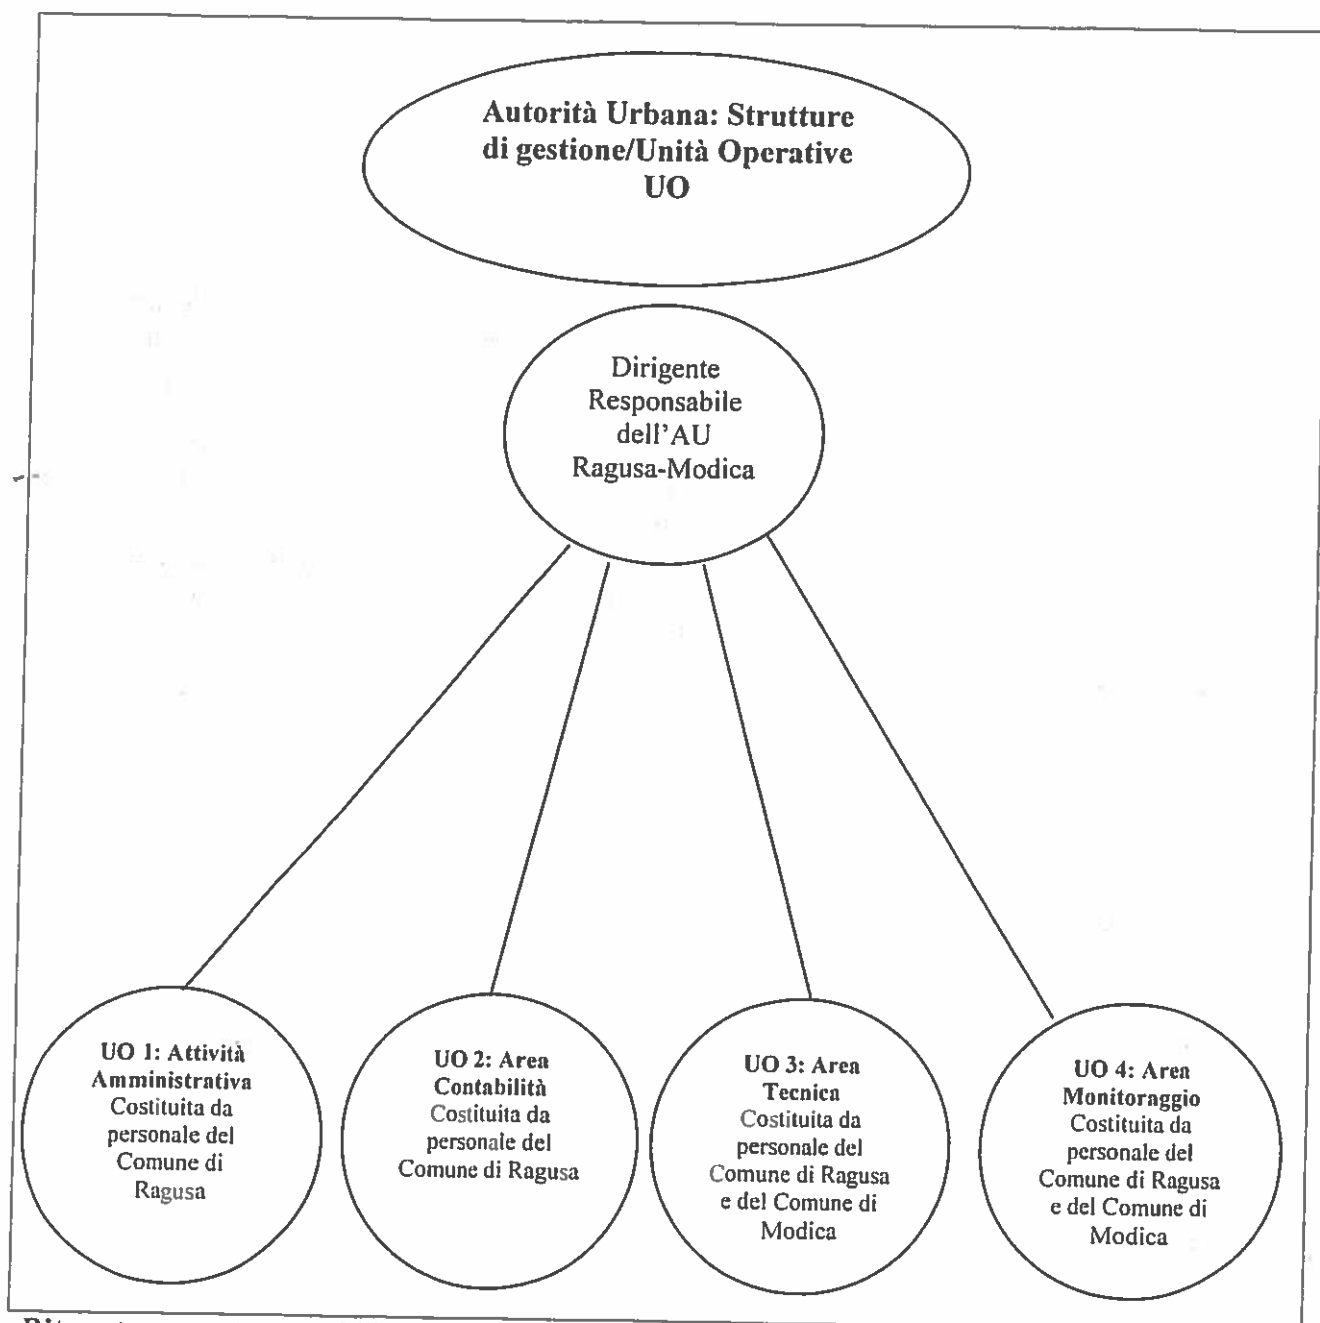 Autorità Urbana: Strutture
di gestione/Unità Operative
UO
Dirigente
Responsabile
dell'AU
Ragusa-Modica
UO 1: Attività
Amministrativa
Costituita da
personale del
Comune di
Ragusa
UO 2: Area
Contabilità
Costituita da
personale del
Comune di Ragusa
UO 3: Area
Tecnica
Costituita da
personale del
Comune di Ragusa
e del Comune di
Modica
UO 4: Area
Monitoraggio
Costituita da
personale del
Comune di Ragusa
e del Comune di
Modica